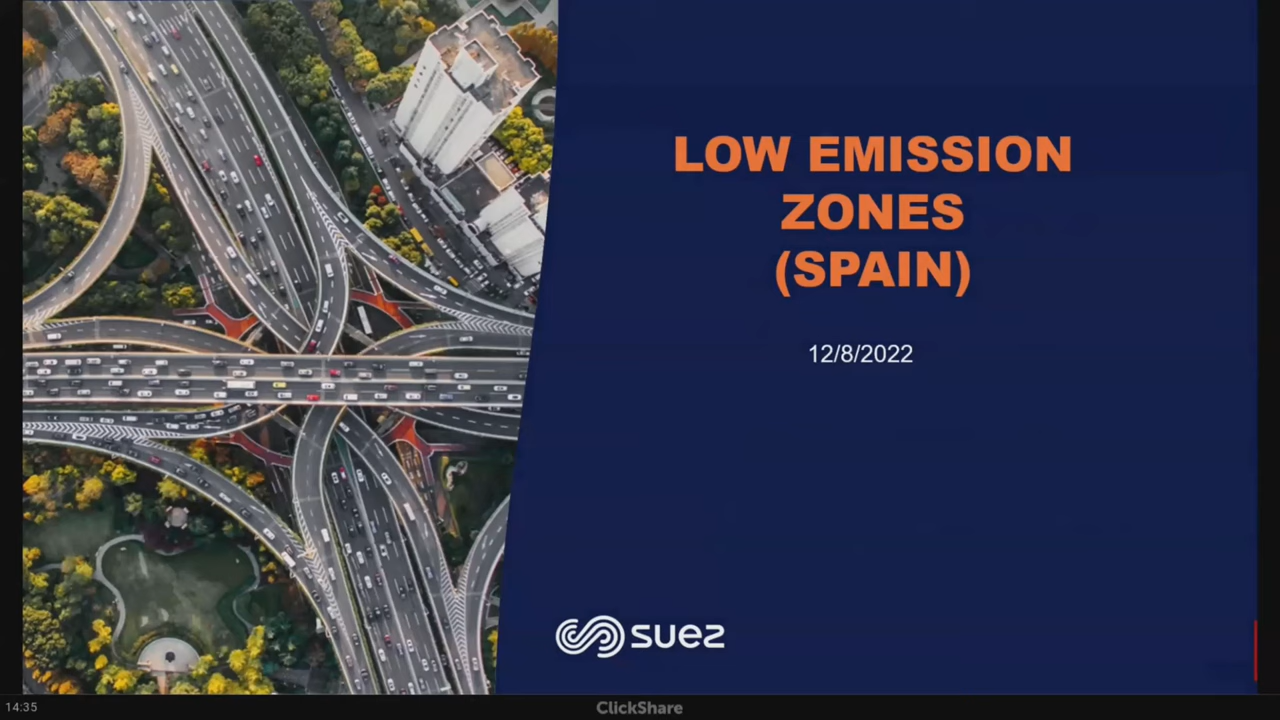 LOW EMISSION
ZONES
(SPAIN)
12/8/2022
suez
14:35
ClickShare